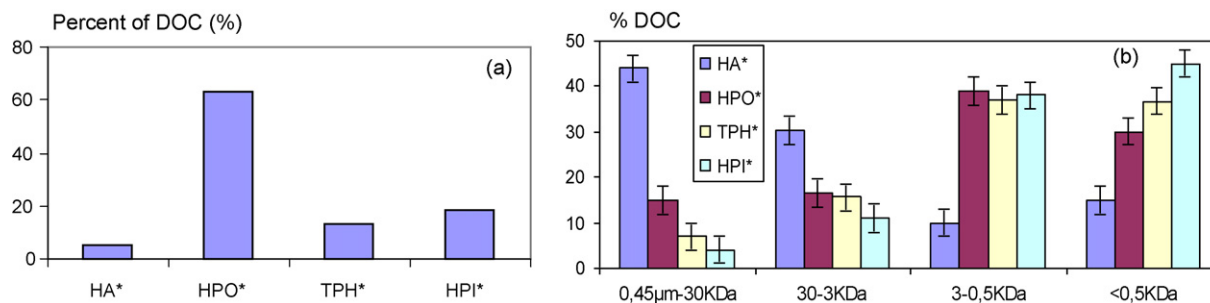 Percent of DOC (%)
80
60
40
20
0
(a)
HA* HPO* TPH* HPI*
% DOC
50
40
30
20
10
0
(b)
HA*
HPO*
TPH*
HPI*
0,45µm-30KDa 30-3KDa 3-0,5KDa <0,5KDa